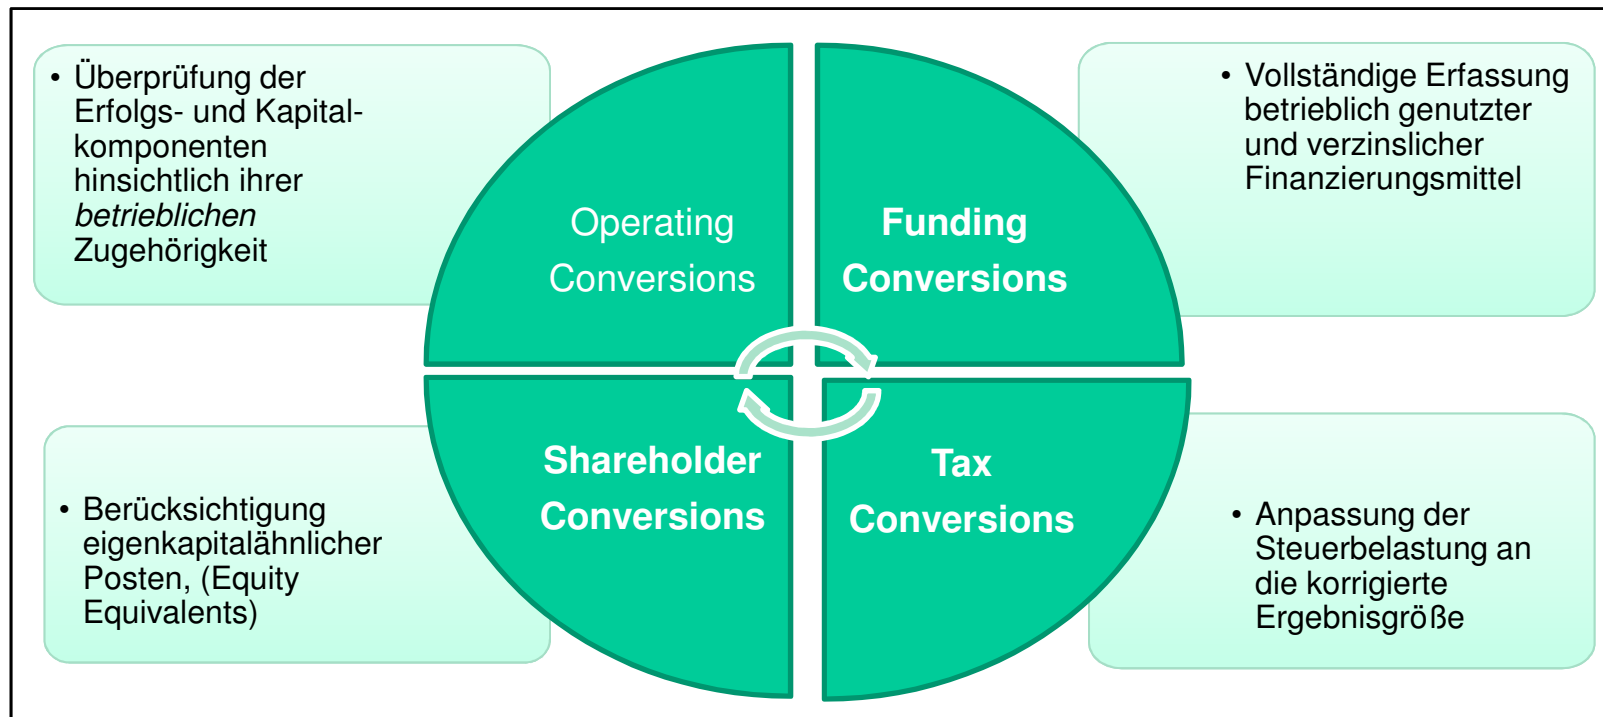 • Überprüfung der
Erfolgs- und Kapital-
komponenten
hinsichtlich ihrer
betrieblichen
Zugehörigkeit
Operating
Conversions
Funding
Conversions
• Vollständige Erfassung
betrieblich genutzter
und verzinslicher
Finanzierungsmittel
• Berücksichtigung
eigenkapitalähnlicher
Posten, (Equity
Equivalents)
Shareholder
Conversions
Tax
Conversions
• Anpassung der
Steuerbelastung an
die korrigierte
Ergebnisgröße